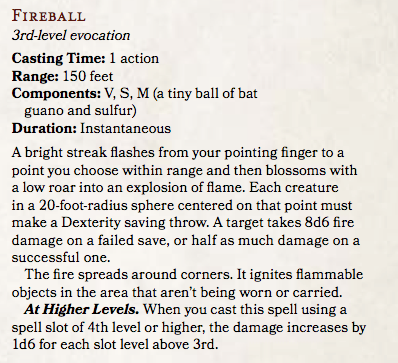 FIREBALL
3rd-level evocation
Casting Time: 1 action
Range: 150 feet
Components: V, S, M (a tiny ball of bat
guano and sulfur)
Duration: Instantaneous
A bright streak flashes from your pointing finger to a
point you choose within range and then blossoms with
a low roar into an explosion of flame. Each creature
in a 20-foot-radius sphere centered on that point must
make a Dexterity saving throw. A target takes 8d6 fire
damage on a failed save, or half as much damage on a
successful one.
The fire spreads around corners. It ignites flammable
objects in the area that aren't being worn or carried.
At Higher Levels. When you cast this spell using a
spell slot of 4th level or higher, the damage increases by
1d6 for each slot level above 3rd.